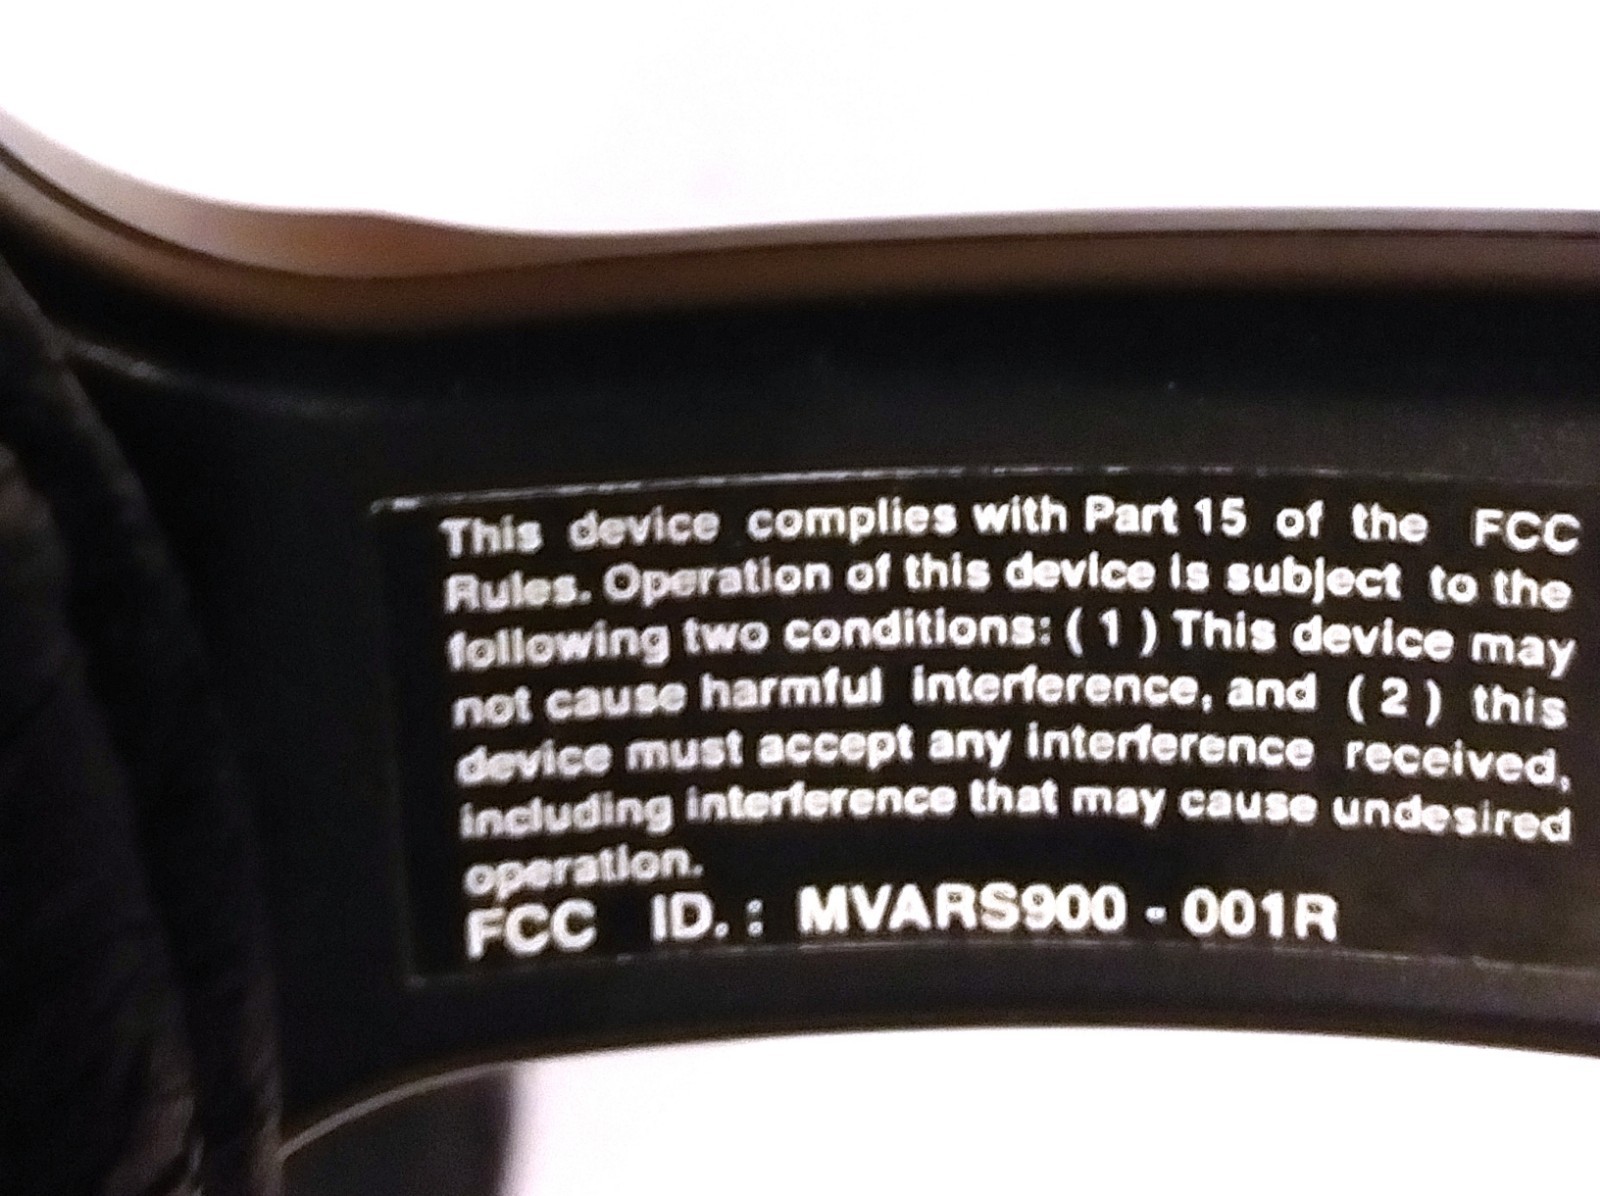 This device complies with Part 15 of the FCC
Rules. Operation of this device is subject to the
following two conditions: ( 1 ) This device may
not cause harmful interference, and ( 2 ) this
device must accept any interference received,
including interference that may cause undesired
operation.
FCC ID. : MVARS900 - 001R